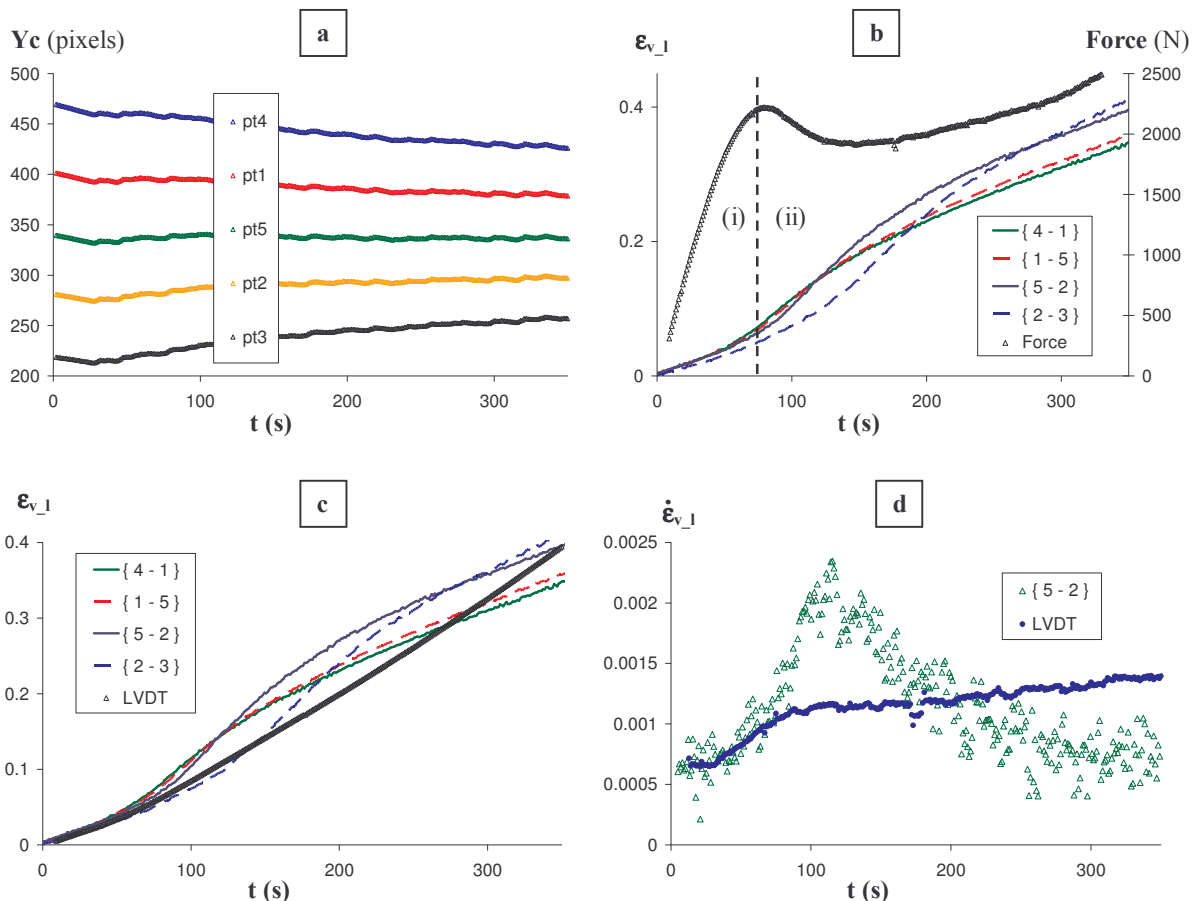 a
Yc (pixels)
500
450
400
350
300
250
200
pt4
pt1
pt5
pt2
pt3
0
100
200
300
t (s)
b
εv_l
Force (N)
0.4
0.2
0
2500
2000
1500
1000
500
0
(i)
(ii)
{ 4 - 1 }
{ 1 - 5 }
{ 5 - 2 }
{ 2 - 3 }
Force
0
100
200
300
t (s)
c
εv_l
0.4
0.3
0.2
0.1
0
{ 4 - 1 }
{ 1 - 5 }
{ 5 - 2 }
{ 2 - 3 }
LVDT
0
100
200
300
t (s)
d
ε̇v_l
0.0025
0.002
0.0015
0.001
0.0005
0
{ 5 - 2 }
LVDT
0
100
200
300
t (s)